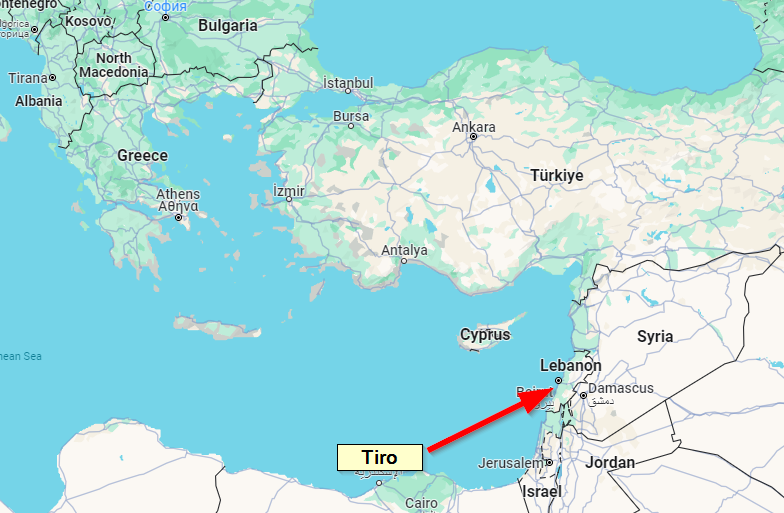 ntenegro
София
Kosovo
Bulgaria
North
Macedonia
İstanbul
Tirana
Albania
Bursa
Ankara
Greece
Türkiye
Athens
Αθήνα
İzmir
Antalya
Cyprus
Syria
nean Sea
Lebanon
Beirut
Damascus
دمشق
Tiro
Jerusalem
Jordan
Israel
Cairo